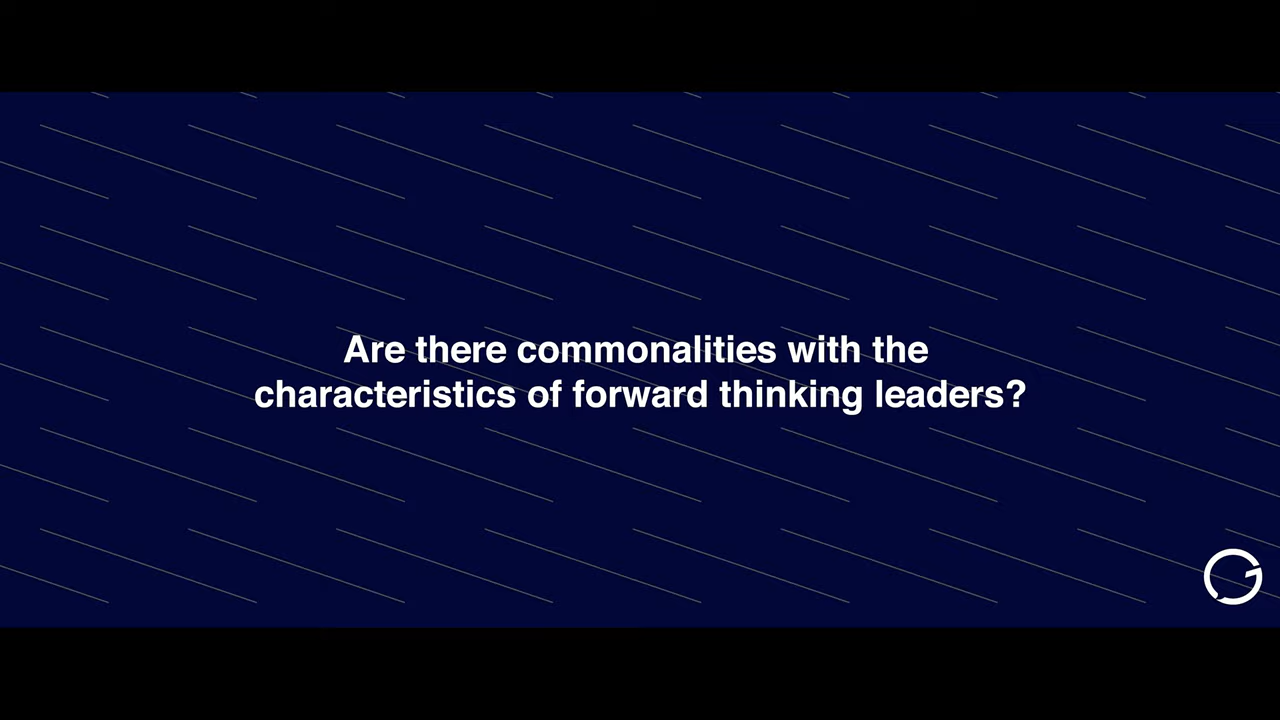 Are there commonalities with the
characteristics of forward thinking leaders?